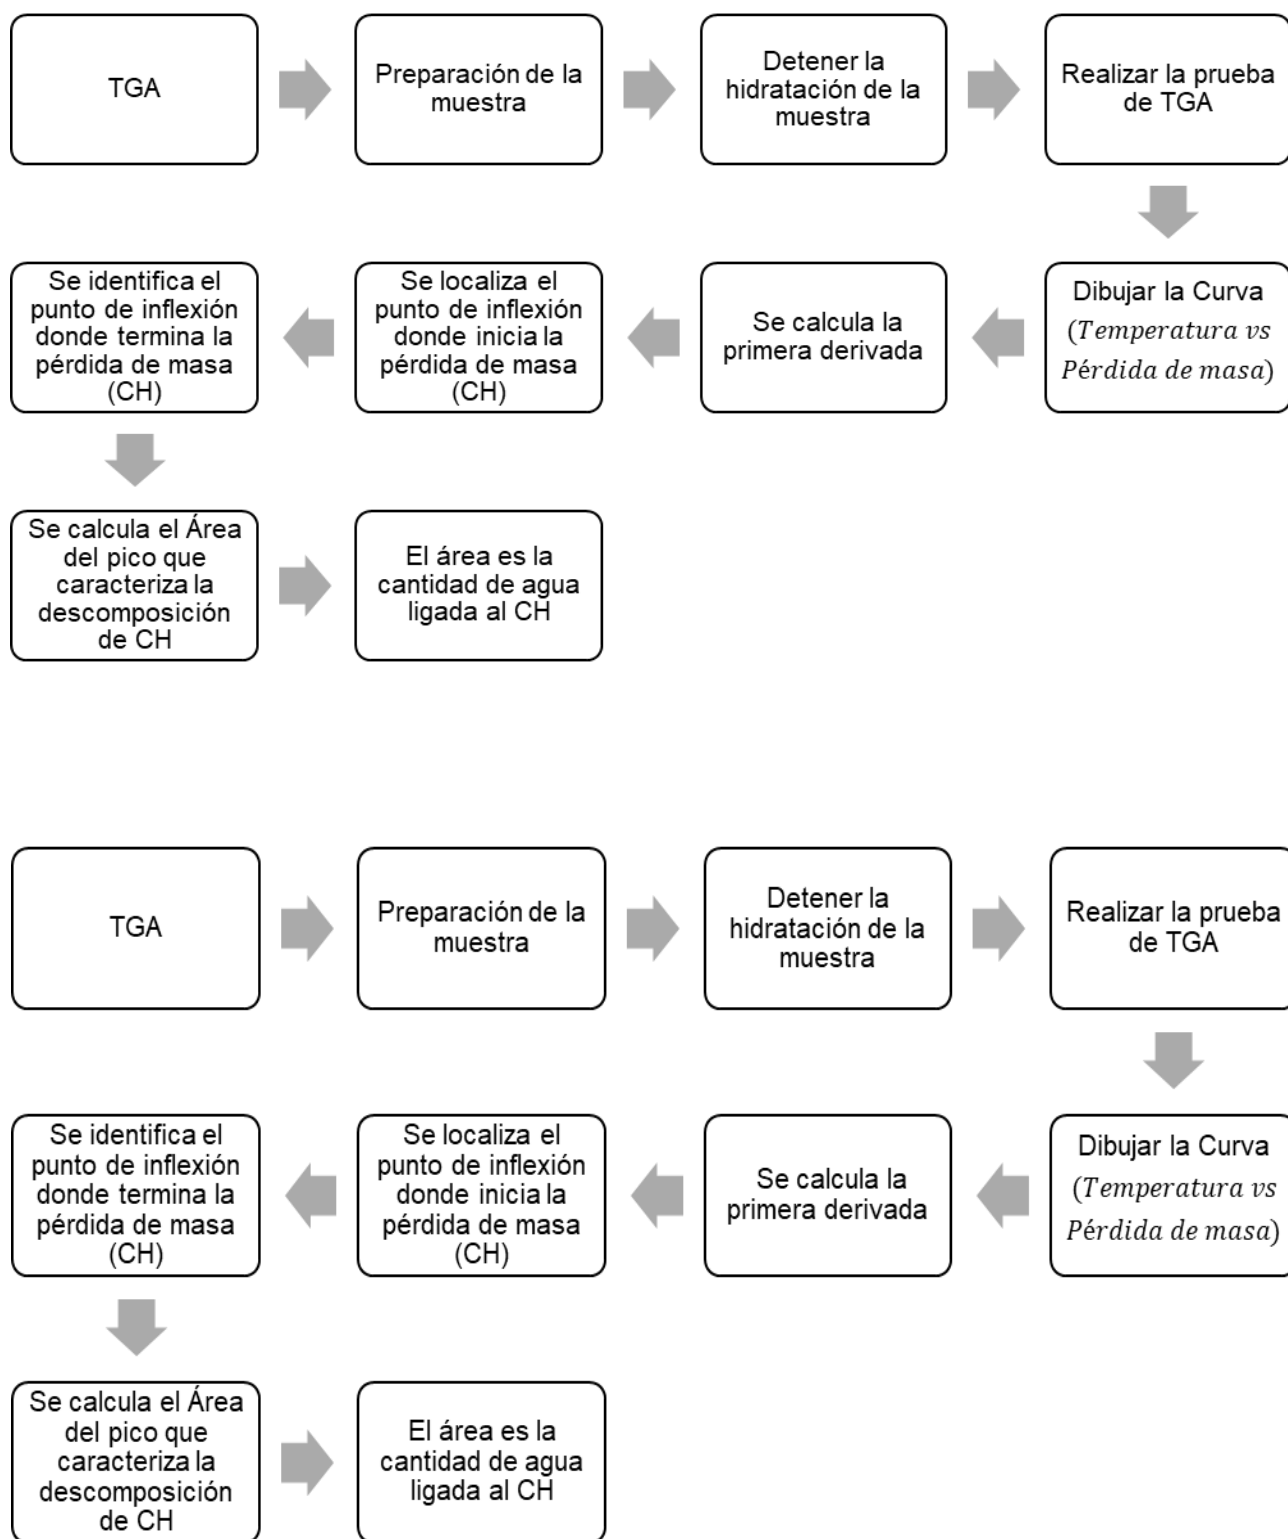 TGA
Preparación de la
muestra
Detener la
hidratación de la
muestra
Realizar la prueba
de TGA
Dibujar la Curva
(Temperatura vs
Pérdida de masa)
Se calcula la
primera derivada
Se localiza el
punto de inflexión
donde inicia la
pérdida de masa
(CH)
Se identifica el
punto de inflexión
donde termina la
pérdida de masa
(CH)
Se calcula el Área
del pico que
caracteriza la
descomposición
de CH
El área es la
cantidad de agua
ligada al CH
TGA
Preparación de la
muestra
Detener la
hidratación de la
muestra
Realizar la prueba
de TGA
Dibujar la Curva
(Temperatura vs
Pérdida de masa)
Se calcula la
primera derivada
Se localiza el
punto de inflexión
donde inicia la
pérdida de masa
(CH)
Se identifica el
punto de inflexión
donde termina la
pérdida de masa
(CH)
Se calcula el Área
del pico que
caracteriza la
descomposición
de CH
El área es la
cantidad de agua
ligada al CH